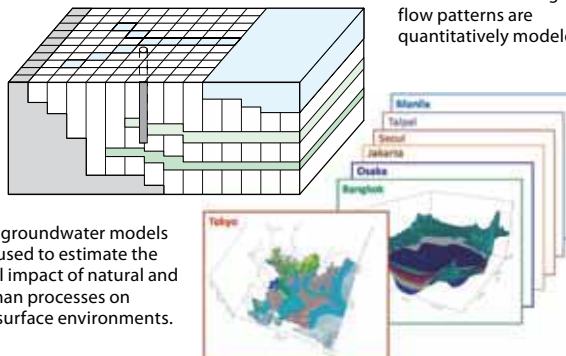 flow patterns are
quantitatively modele
Manila
Taipei
Seoul
Jakarta
Osaka
Bangkok
Tokyo
groundwater models
used to estimate the
l impact of natural and
man processes on
surface environments.